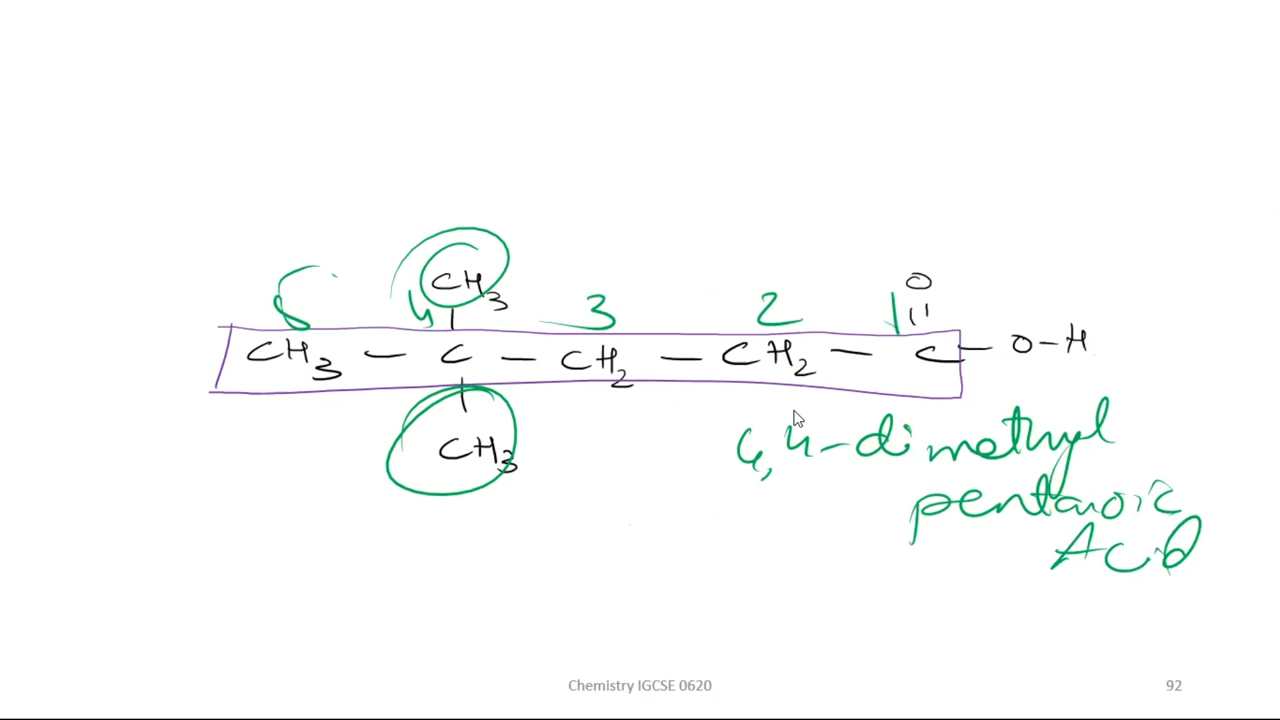 CH3
5 4 3 2 1 O
CH3 — C — CH2 — CH2 — C — O-H
CH3
4,4-dimethyl
pentanoic
Acid
Chemistry IGCSE 0620 92